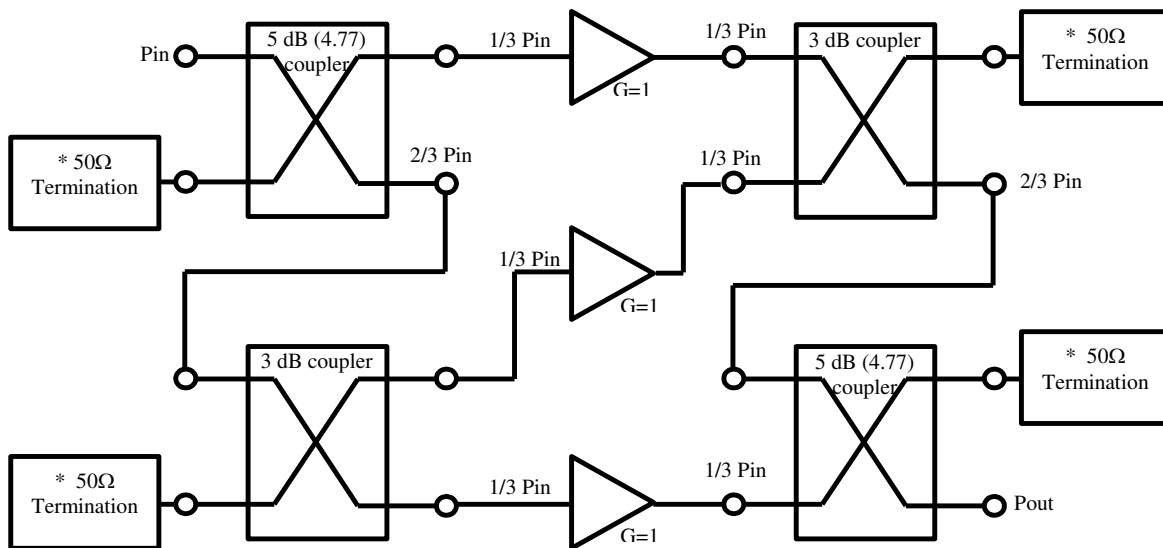 Pin
5 dB (4.77)
coupler
1/3 Pin
G=1
1/3 Pin
3 dB coupler
* 50Ω
Termination
* 50Ω
Termination
2/3 Pin
1/3 Pin
2/3 Pin
1/3 Pin
G=1
3 dB coupler
5 dB (4.77)
coupler
* 50Ω
Termination
* 50Ω
Termination
1/3 Pin
G=1
1/3 Pin
Pout